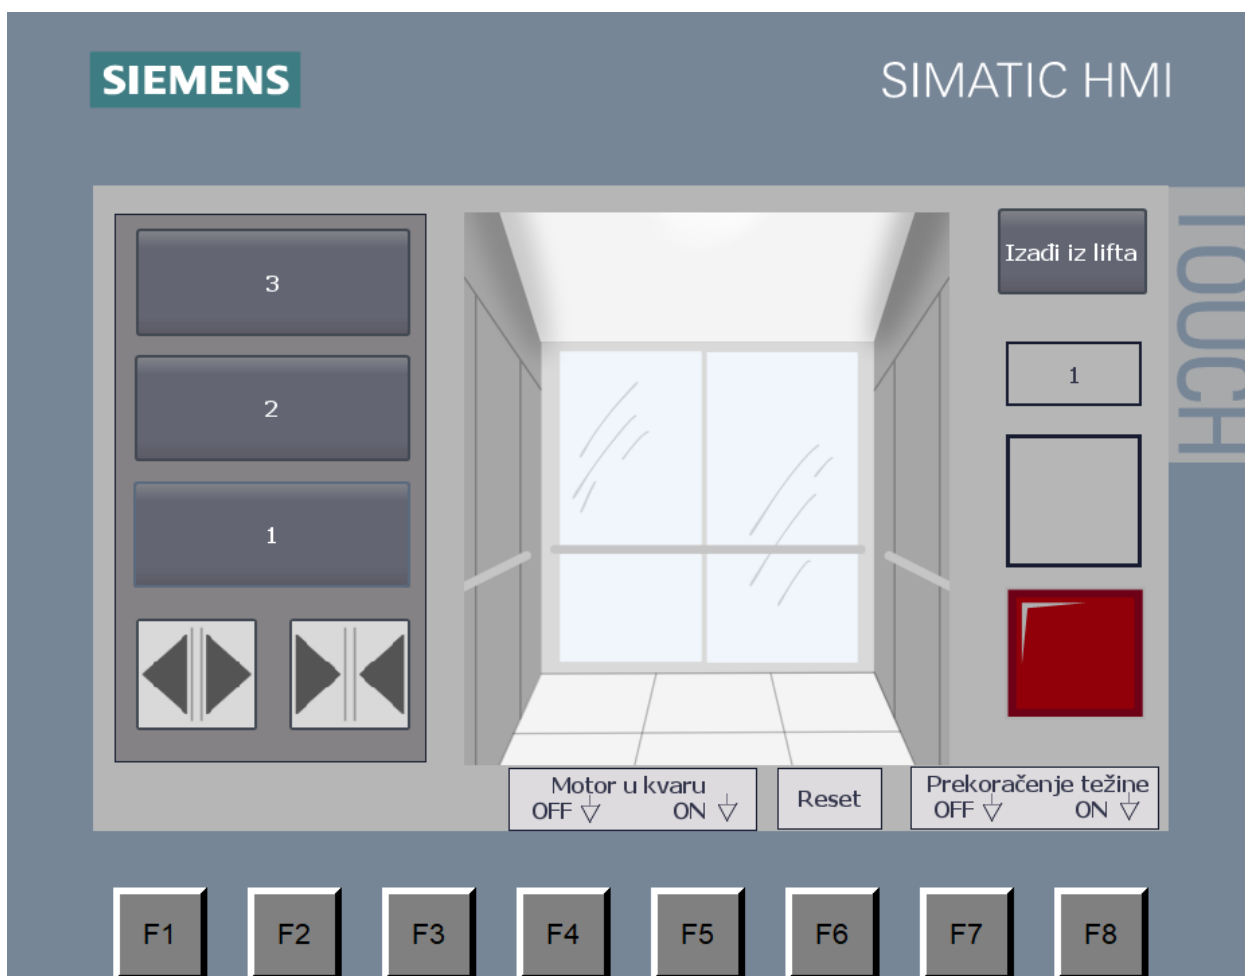 SIEMENS
SIMATIC HMI
TOUCH
3
Izađi iz lifta
1
2
1
Motor u kvaru
OFF ON
Reset
Prekoračenje težine
OFF ON
F1 F2 F3 F4 F5 F6 F7 F8